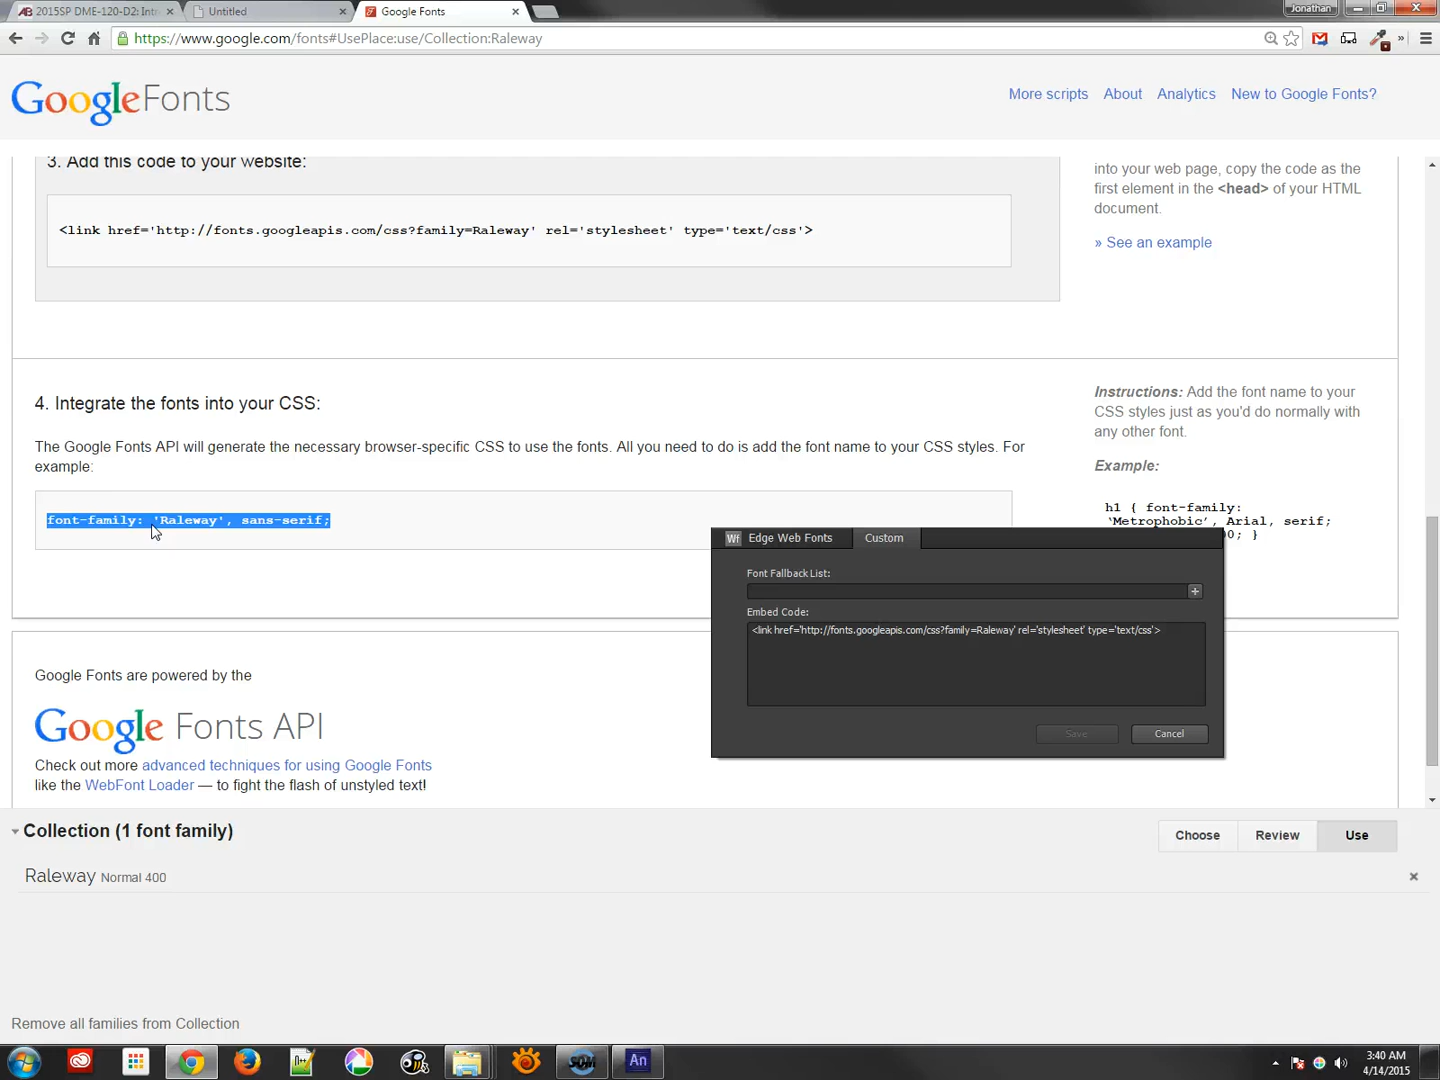 2015SP DME-120-D2: Intr
Untitled
Google Fonts
Jonathan
https://www.google.com/fonts#UsePlace:use/Collection:Raleway
Google Fonts
More scripts About Analytics New to Google Fonts?
3. Add this code to your website:
<link href='http://fonts.googleapis.com/css?family=Raleway' rel='stylesheet' type='text/css'>
into your web page, copy the code as the
first element in the <head> of your HTML
document.
» See an example
4. Integrate the fonts into your CSS:
The Google Fonts API will generate the necessary browser-specific CSS to use the fonts. All you need to do is add the font name to your CSS styles. For
example:
font-family: 'Raleway', sans-serif;
Instructions: Add the font name to your
CSS styles just as you'd do normally with
any other font.
Example:
h1 { font-family:
'Metrophobic', Arial, serif;
00; }
Wf Edge Web Fonts
Custom
Font Fallback List:
+
Embed Code:
<link href='http://fonts.googleapis.com/css?family=Raleway' rel='stylesheet' type='text/css'>
Save
Cancel
Google Fonts are powered by the
Google Fonts API
Check out more advanced techniques for using Google Fonts
like the WebFont Loader — to fight the flash of unstyled text!
Collection (1 font family)
Choose Review Use
Raleway Normal 400
Remove all families from Collection
An
3:40 AM
4/14/2015